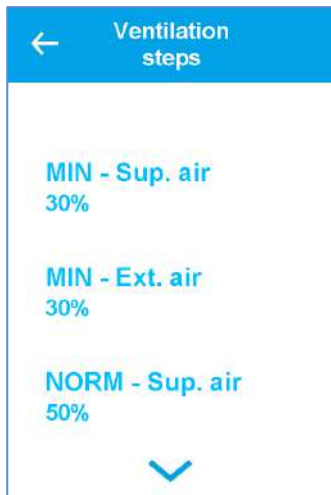 Ventilation
steps
MIN - Sup. air
30%
MIN - Ext. air
30%
NORM - Sup. air
50%